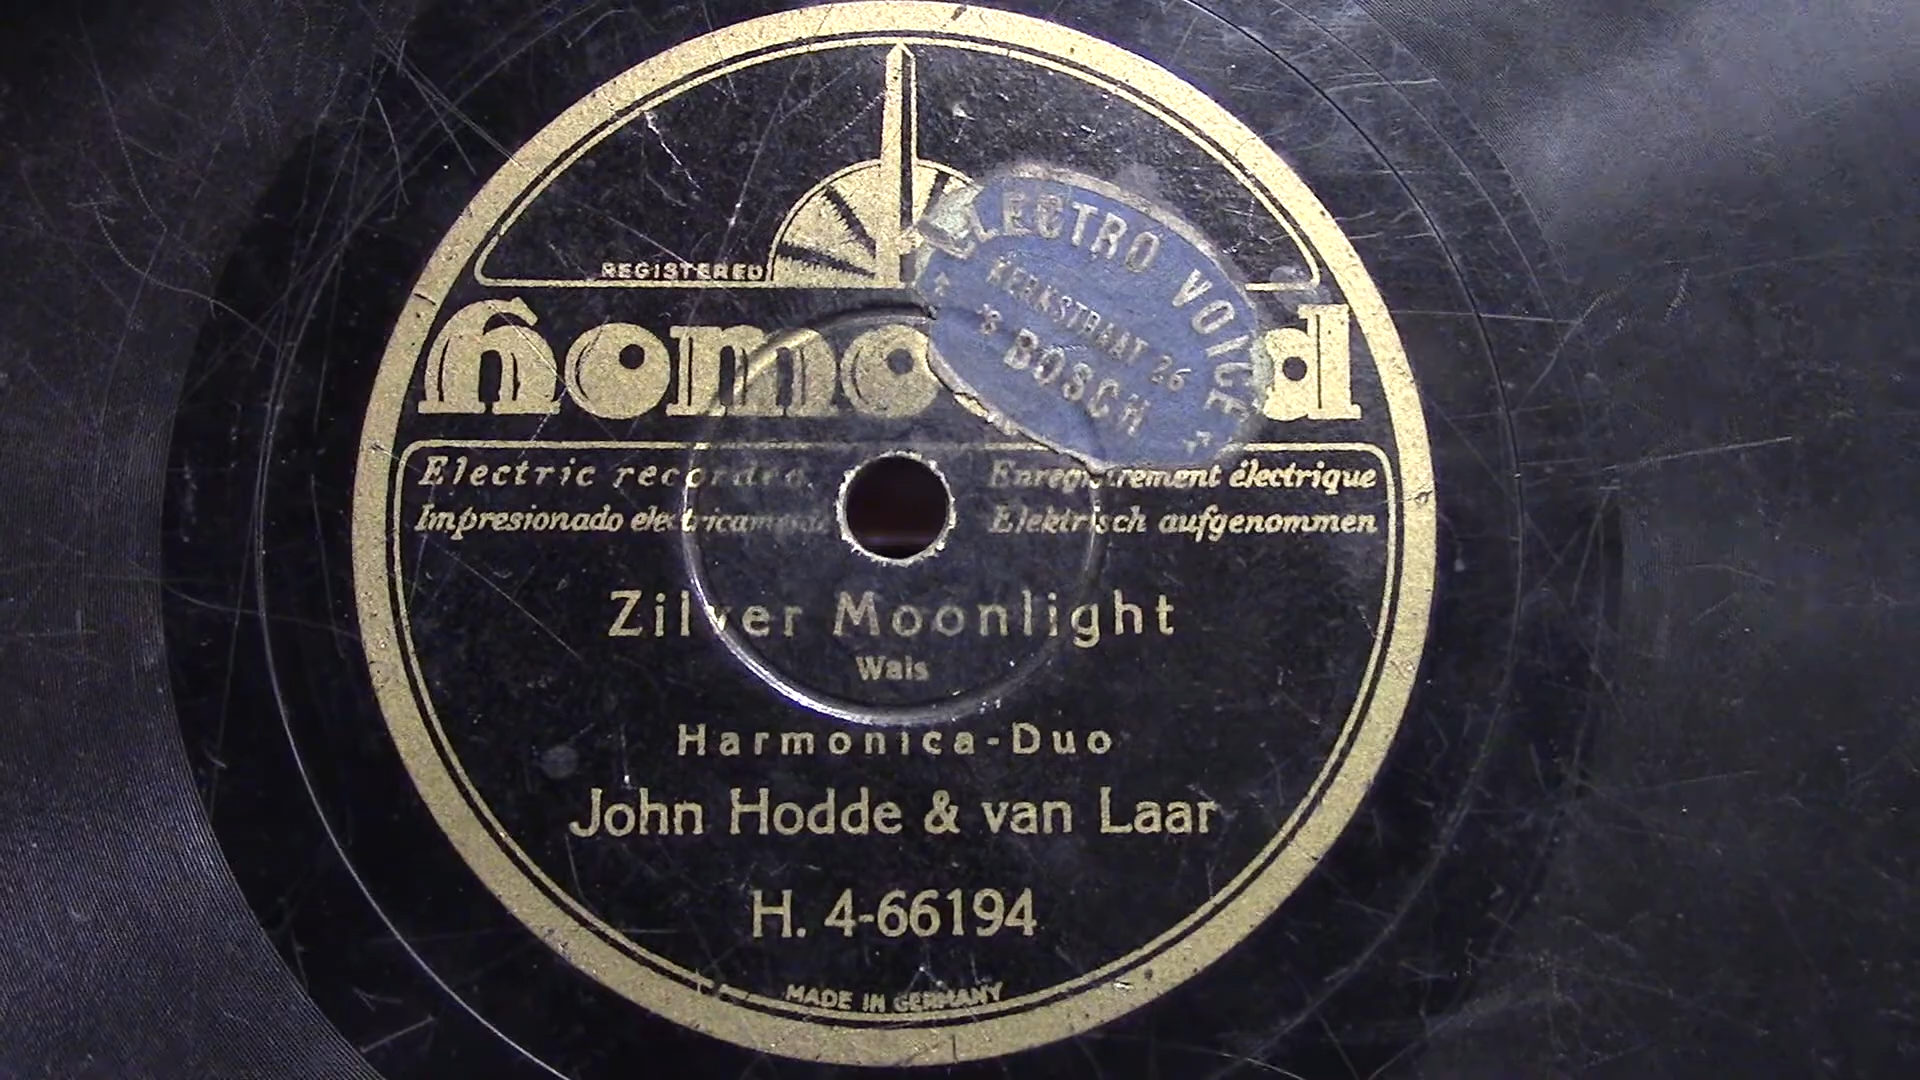 REGISTERED
ELECTRO VOICE
KERKSTRAAT 26
'S BOSCH
Electric recorded
Enregistrement électrique
Impresionado electricamente
Elektrisch aufgenommen
Zilver Moonlight
Wals
Harmonica-Duo
John Hodde & van Laar
H. 4-66194
MADE IN GERMANY